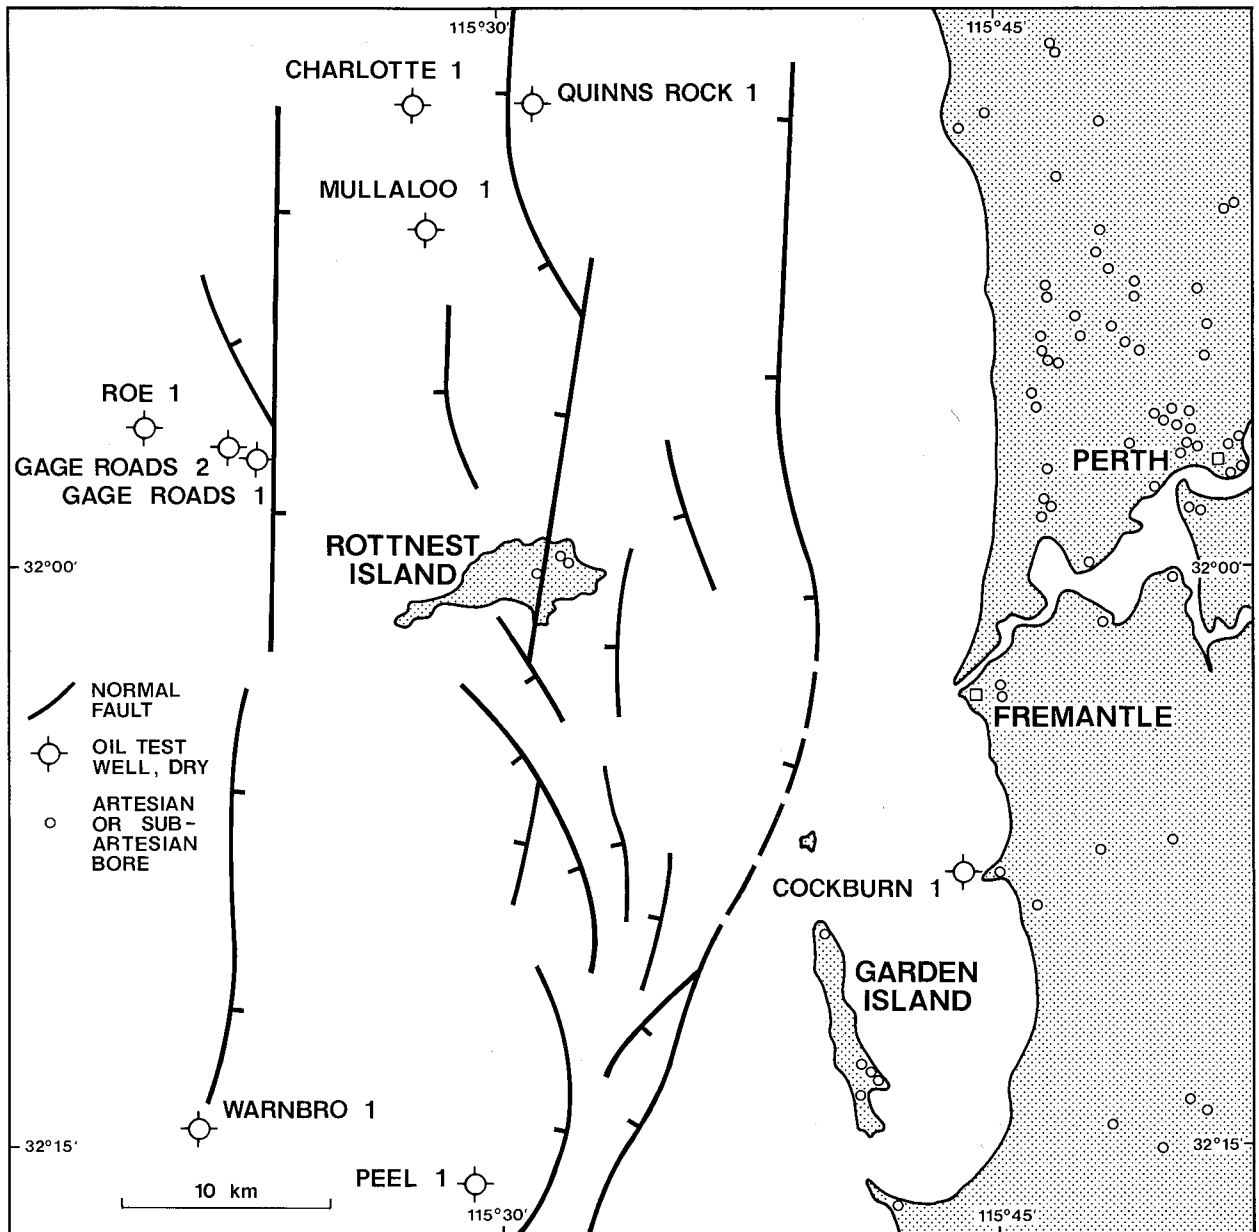 115°30′
115°45′
CHARLOTTE 1
QUINNS ROCK 1
MULLALOO 1
ROE 1
GAGE ROADS 2
GAGE ROADS 1
PERTH
ROTTNEST
ISLAND
32°00′
32°00′
NORMAL
FAULT
OIL TEST
WELL, DRY
ARTESIAN
OR SUB-
ARTESIAN
BORE
FREMANTLE
COCKBURN 1
GARDEN
ISLAND
WARNBRO 1
32°15′
32°15′
PEEL 1
10 km
115°30′
115°45′